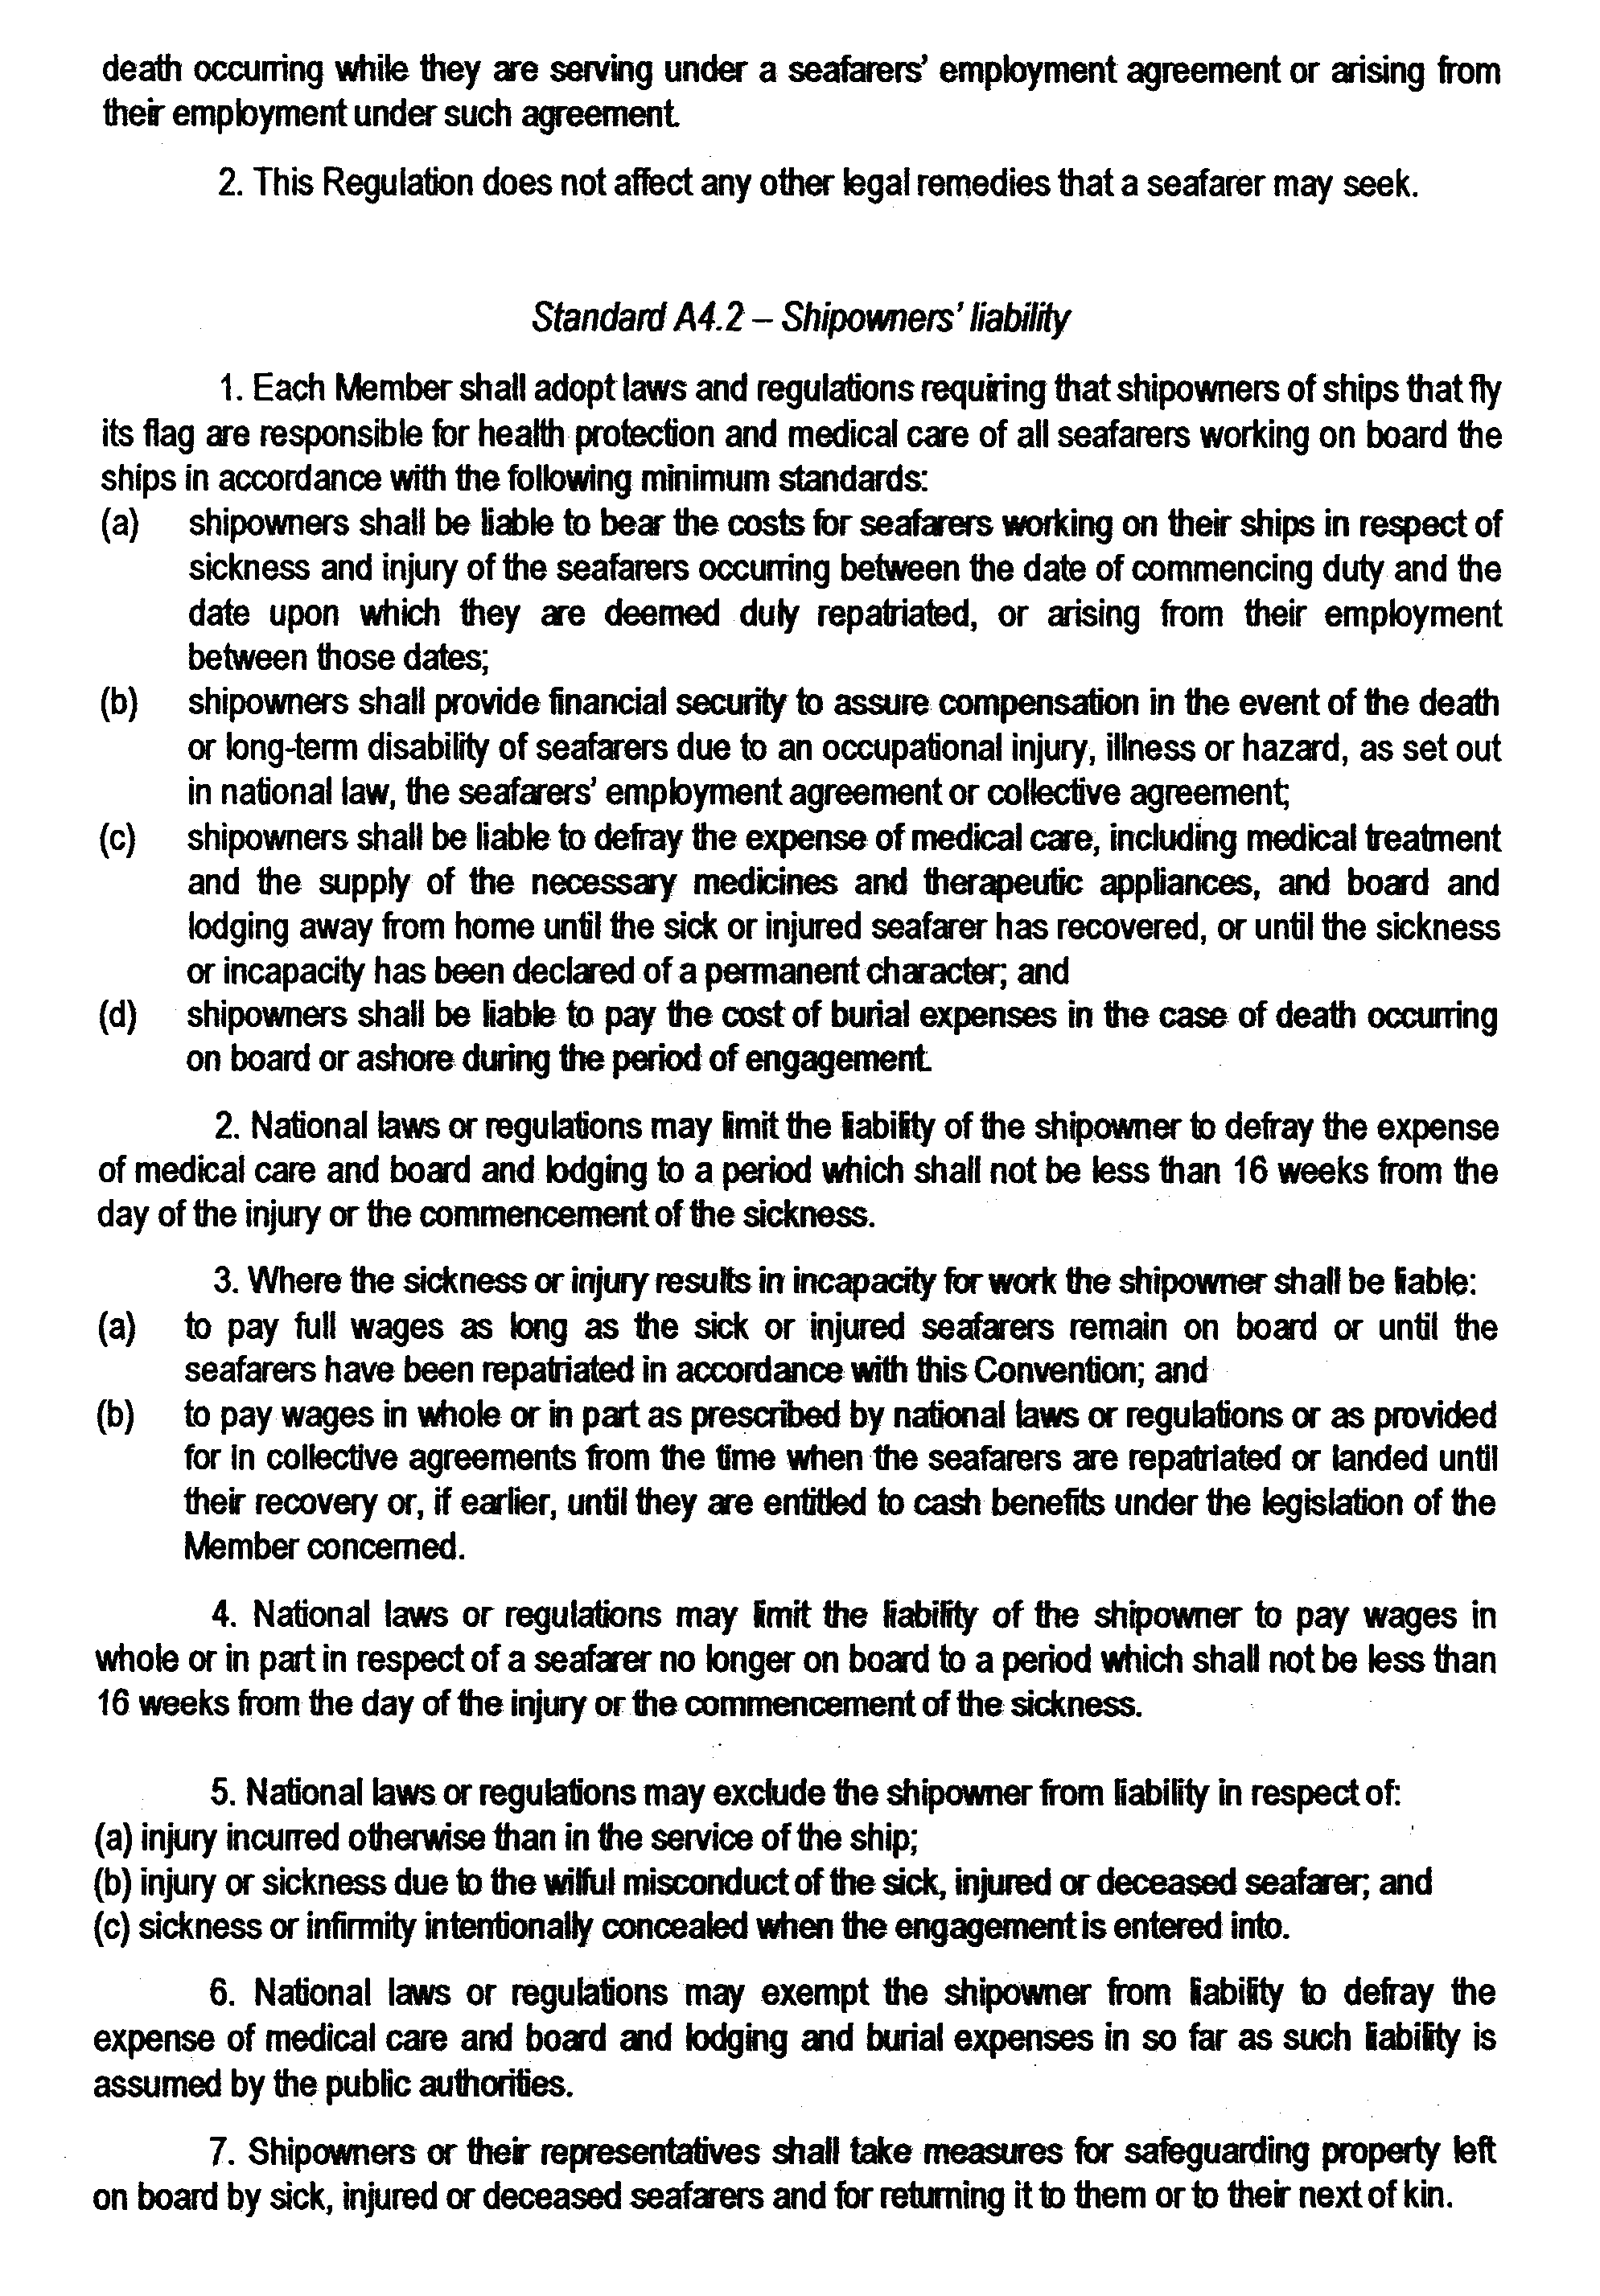 death occurring while they are serving under a seafarers' employment agreement or arising from
their employment under such agreement.
2. This Regulation does not affect any other legal remedies that a seafarer may seek.
Standard A4.2 – Shipowners' liability
1. Each Member shall adopt laws and regulations requiring that shipowners of ships that fly
its flag are responsible for health protection and medical care of all seafarers working on board the
ships in accordance with the following minimum standards:
(a) shipowners shall be liable to bear the costs for seafarers working on their ships in respect of
sickness and injury of the seafarers occurring between the date of commencing duty and the
date upon which they are deemed duly repatriated, or arising from their employment
between those dates;
(b) shipowners shall provide financial security to assure compensation in the event of the death
or long-term disability of seafarers due to an occupational injury, illness or hazard, as set out
in national law, the seafarers' employment agreement or collective agreement;
(c) shipowners shall be liable to defray the expense of medical care, including medical treatment
and the supply of the necessary medicines and therapeutic appliances, and board and
lodging away from home until the sick or injured seafarer has recovered, or until the sickness
or incapacity has been declared of a permanent character; and
(d) shipowners shall be liable to pay the cost of burial expenses in the case of death occurring
on board or ashore during the period of engagement.
2. National laws or regulations may limit the liability of the shipowner to defray the expense
of medical care and board and lodging to a period which shall not be less than 16 weeks from the
day of the injury or the commencement of the sickness.
3. Where the sickness or injury results in incapacity for work the shipowner shall be liable:
(a) to pay full wages as long as the sick or injured seafarers remain on board or until the
seafarers have been repatriated in accordance with this Convention; and
(b) to pay wages in whole or in part as prescribed by national laws or regulations or as provided
for in collective agreements from the time when the seafarers are repatriated or landed until
their recovery or, if earlier, until they are entitled to cash benefits under the legislation of the
Member concerned.
4. National laws or regulations may limit the liability of the shipowner to pay wages in
whole or in part in respect of a seafarer no longer on board to a period which shall not be less than
16 weeks from the day of the injury or the commencement of the sickness.
5. National laws or regulations may exclude the shipowner from liability in respect of:
(a) injury incurred otherwise than in the service of the ship;
(b) injury or sickness due to the wilful misconduct of the sick, injured or deceased seafarer; and
(c) sickness or infirmity intentionally concealed when the engagement is entered into.
6. National laws or regulations may exempt the shipowner from liability to defray the
expense of medical care and board and lodging and burial expenses in so far as such liability is
assumed by the public authorities.
7. Shipowners or their representatives shall take measures for safeguarding property left
on board by sick, injured or deceased seafarers and for returning it to them or to their next of kin.